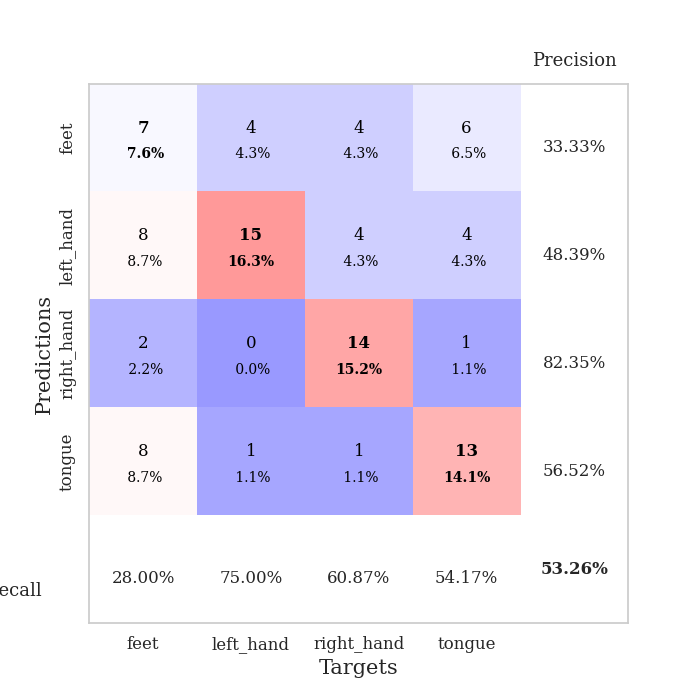 Precision
feet
7 4 4 6
7.6% 4.3% 4.3% 6.5%
33.33%
left_hand
8 15 4 4
8.7% 16.3% 4.3% 4.3%
48.39%
Predictions
right_hand
2 0 14 1
2.2% 0.0% 15.2% 1.1%
82.35%
tongue
8 1 1 13
8.7% 1.1% 1.1% 14.1%
56.52%
ecall
28.00% 75.00% 60.87% 54.17%
53.26%
feet left_hand right_hand tongue
Targets